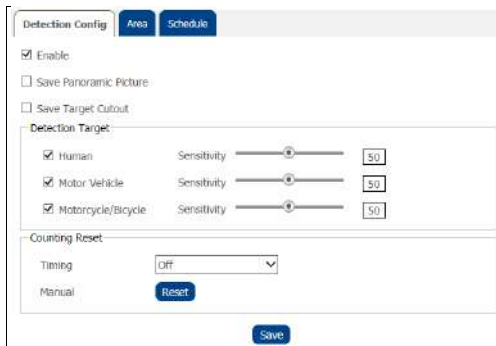 Detection Config Area Schedule
Enable
Save Panoramic Picture
Save Target Cutout
Detection Target
Human Sensitivity 50
Motor Vehicle Sensitivity 50
Motorcycle/Bicycle Sensitivity 50
Counting Reset
Timing Off
Manual Reset
Save